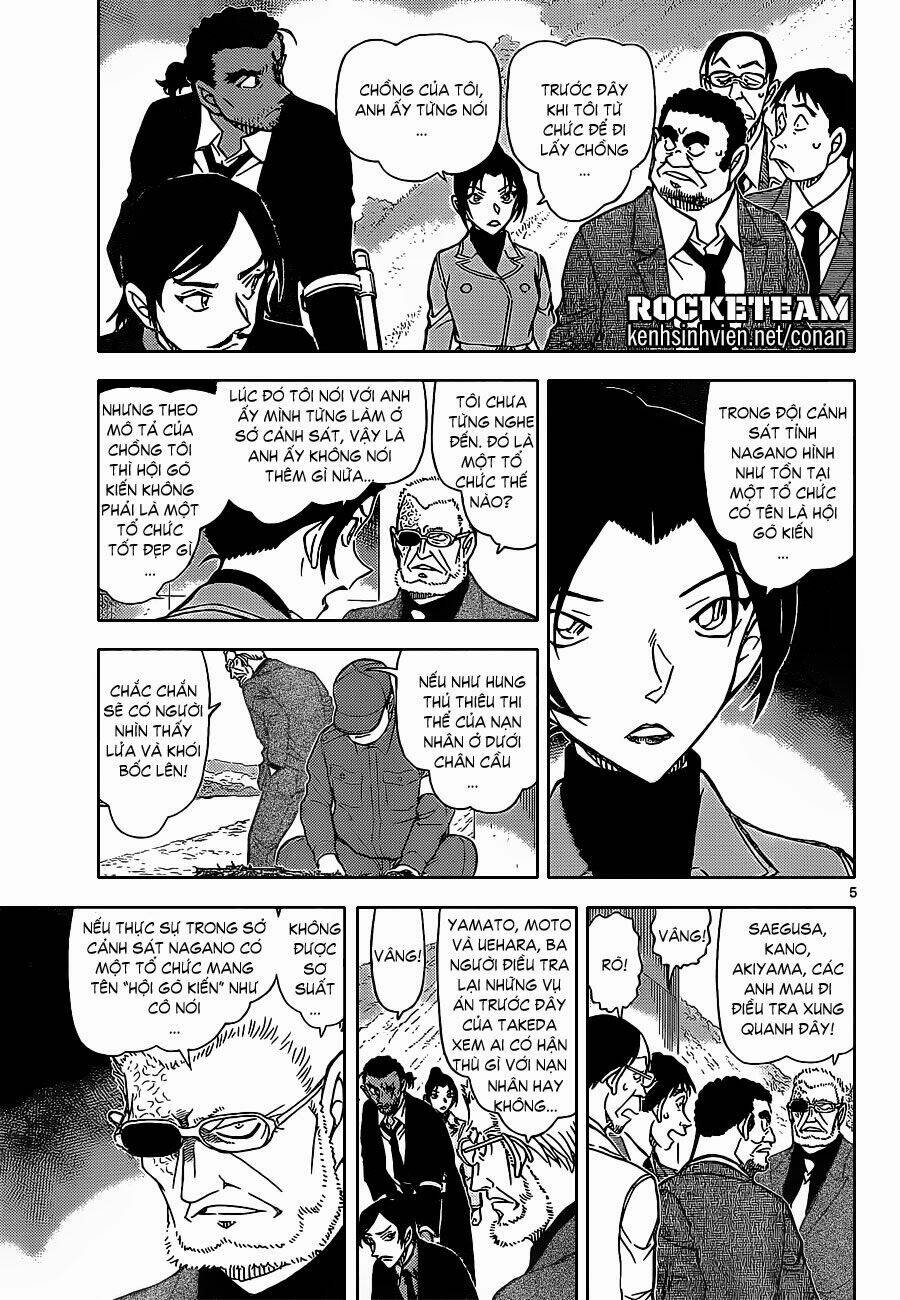 TRƯỚC ĐÂY
KHI TÔI TỪ
CHỨC ĐỂ ĐI
LẤY CHỒNG
...
CHỒNG CỦA TÔI,
ANH ẤY TỪNG NÓI
...
ROCKETEAM
kenhsinhvien.net/conan
TRONG ĐỘI CẢNH
SÁT TỈNH
NAGANO HÌNH
NHƯ TỒN TẠI
MỘT TỔ CHỨC
CÓ TÊN LÀ HỘI
GÕ KIẾN
...
TÔI CHƯA
TỪNG NGHE
ĐẾN. ĐÓ LÀ
MỘT TỔ
CHỨC THẾ
NÀO?
LÚC ĐÓ TÔI NÓI VỚI ANH
ẤY MÌNH TỪNG LÀM Ở
SỞ CẢNH SÁT, VẬY LÀ
ANH ẤY KHÔNG NÓI
THÊM GÌ NỮA...
NHƯNG THEO
MÔ TẢ CỦA
CHỒNG TÔI
THÌ HỘI GÕ
KIẾN KHÔNG
PHẢI LÀ MỘT
TỔ CHỨC
TỐT ĐẸP GÌ
...
NẾU NHƯ HUNG
THỦ THIÊU THI
THỂ CỦA NẠN
NHÂN Ở DƯỚI
CHÂN CẦU
...
CHẮC CHẮN
SẼ CÓ NGƯỜI
NHÌN THẤY
LỬA VÀ KHÓI
BỐC LÊN!
5
SAEGUSA,
KANO,
AKIYAMA, CÁC
ANH MAU ĐI
ĐIỀU TRA XUNG
QUANH ĐÂY!
VÂNG!
RÕ!
YAMATO, MOTO
VÀ UEHARA, BA
NGƯỜI ĐIỀU TRA
LẠI NHỮNG VỤ
ÁN TRƯỚC ĐÂY
CỦA TAKEDA
XEM AI CÓ HẬN
THÙ GÌ VỚI NẠN
NHÂN HAY
KHÔNG...
VÂNG!
KHÔNG
ĐƯỢC
SƠ
SUẤT
...
NẾU THỰC SỰ TRONG SỞ
CẢNH SÁT NAGANO CÓ
MỘT TỔ CHỨC MANG
TÊN "HỘI GÕ KIẾN" NHƯ
CÔ NÓI
...